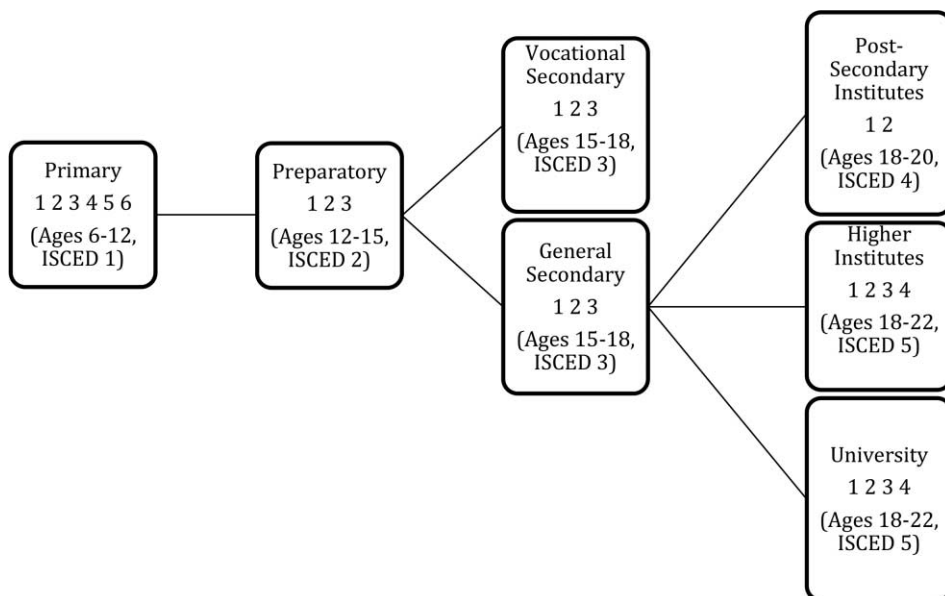 Primary
1 2 3 4 5 6
(Ages 6-12,
ISCED 1)
Preparatory
1 2 3
(Ages 12-15,
ISCED 2)
Vocational
Secondary
1 2 3
(Ages 15-18,
ISCED 3)
General
Secondary
1 2 3
(Ages 15-18,
ISCED 3)
Post-
Secondary
Institutes
1 2
(Ages 18-20,
ISCED 4)
Higher
Institutes
1 2 3 4
(Ages 18-22,
ISCED 5)
University
1 2 3 4
(Ages 18-22,
ISCED 5)